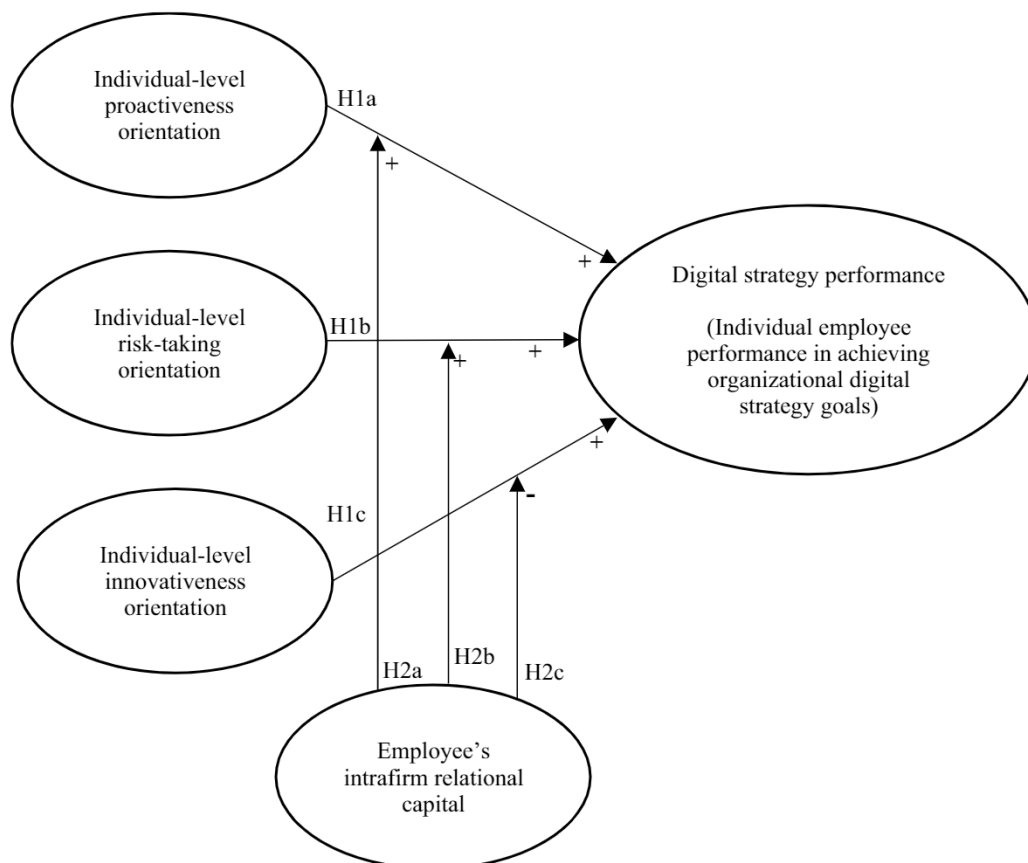 Individual-level
proactiveness
orientation
H1a
+
+
Digital strategy performance
(Individual employee
performance in achieving
organizational digital
strategy goals)
Individual-level
risk-taking
orientation
H1b
+
+
+
-
H1c
Individual-level
innovativeness
orientation
H2a
H2b
H2c
Employee’s
intrafirm relational
capital